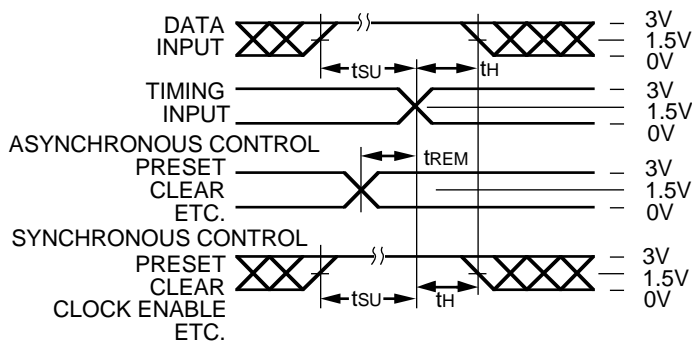 DATA
INPUT
3V
1.5V
0V
tSU
tH
TIMING
INPUT
3V
1.5V
0V
ASYNCHRONOUS CONTROL
tREM
PRESET
CLEAR
ETC.
3V
1.5V
0V
SYNCHRONOUS CONTROL
PRESET
CLEAR
CLOCK ENABLE
ETC.
3V
1.5V
0V
tSU
tH